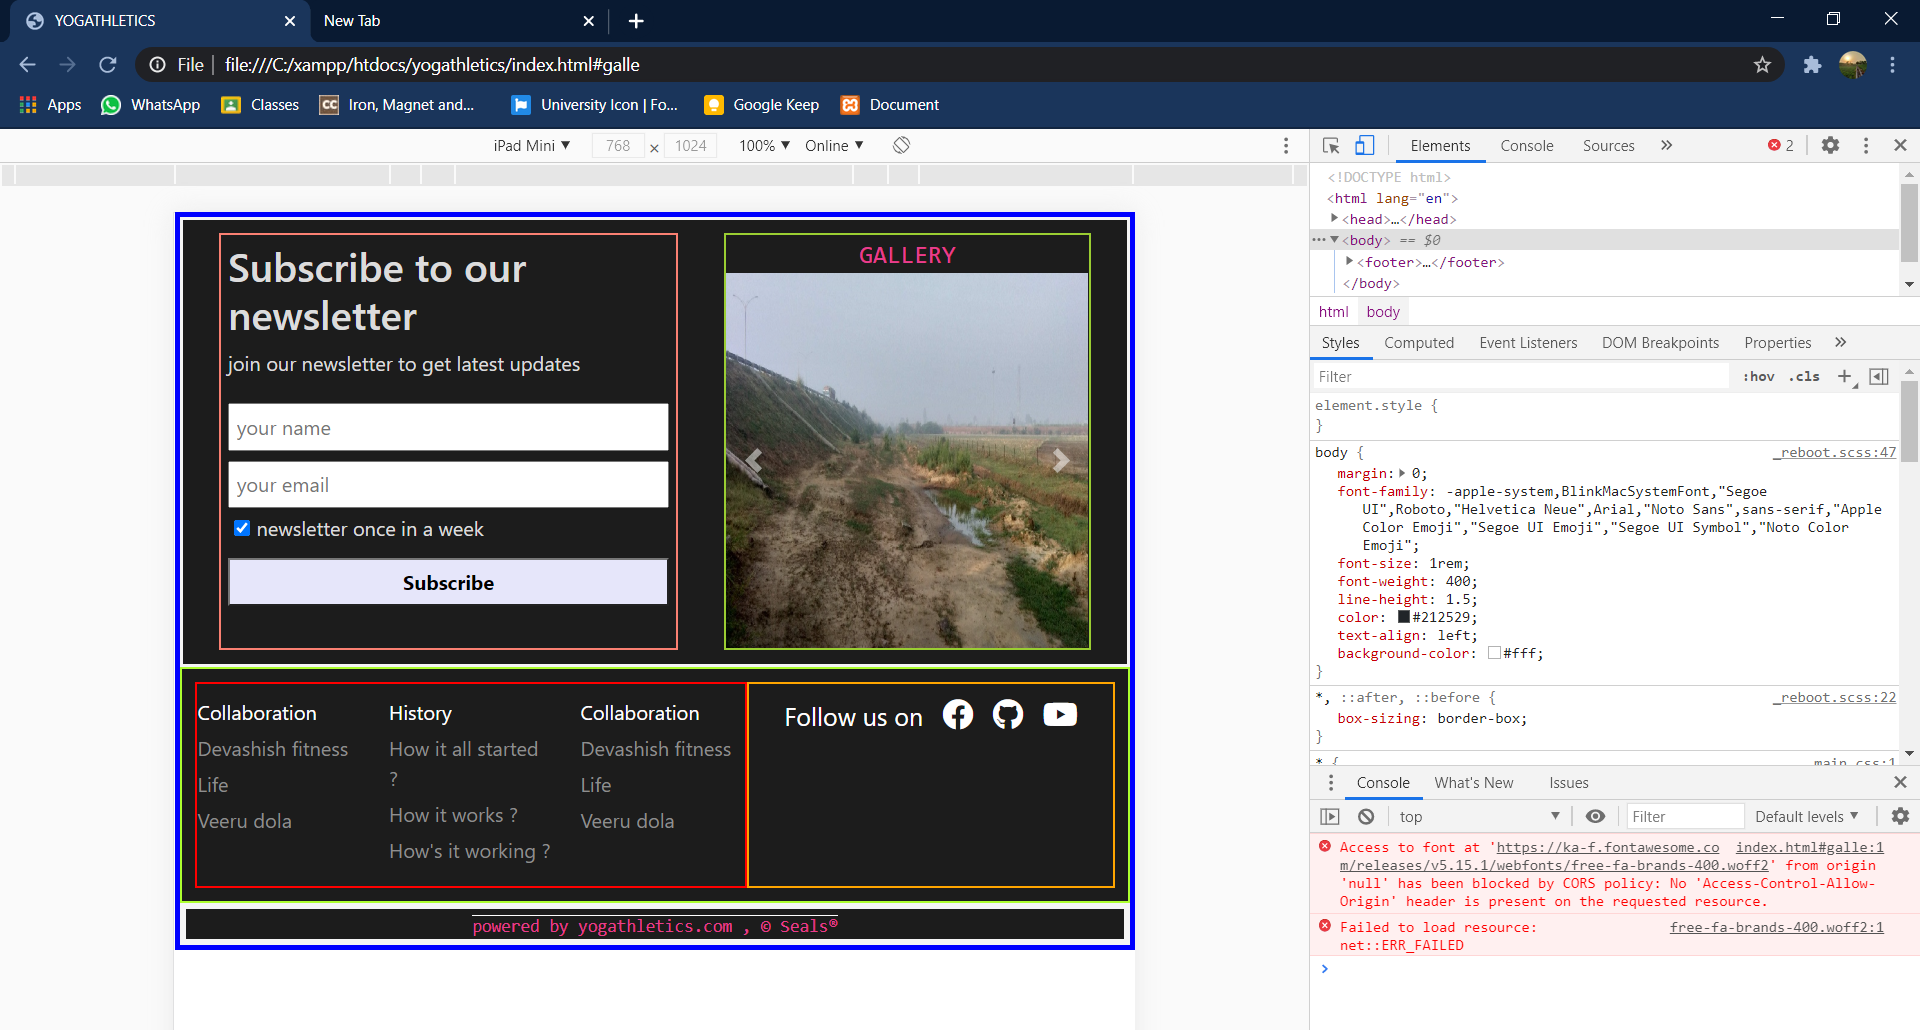 YOGATHLETICS
New Tab
File
file:///C:/xampp/htdocs/yogathletics/index.html#galle
Apps
WhatsApp
Classes
CC
Iron, Magnet and...
University Icon | Fo...
Google Keep
Document
iPad Mini
768
1024
100%
Online
Subscribe to our
newsletter
join our newsletter to get latest updates
your name
your email
newsletter once in a week
Subscribe
GALLERY
Collaboration
Devashish fitness
Life
Veeru dola
History
How it all started
?
How it works ?
How's it working ?
Collaboration
Devashish fitness
Life
Veeru dola
Follow us on
powered by yogathletics.com , © Seals®
Elements
Console
Sources
2
<!DOCTYPE html>
<html lang="en">
<head>…</head>
<body> == $0
<footer>…</footer>
</body>
html
body
Styles
Computed
Event Listeners
DOM Breakpoints
Properties
Filter
:hov
.cls
element.style {
}
body {
_reboot.scss:47
margin: 0;
font-family: -apple-system,BlinkMacSystemFont,"Segoe
UI",Roboto,"Helvetica Neue",Arial,"Noto Sans",sans-serif,"Apple
Color Emoji","Segoe UI Emoji","Segoe UI Symbol","Noto Color
Emoji";
font-size: 1rem;
font-weight: 400;
line-height: 1.5;
color: #212529;
text-align: left;
background-color: #fff;
}
*, ::after, ::before {
_reboot.scss:22
box-sizing: border-box;
}
* {
main.css:1
Console
What's New
Issues
top
Filter
Default levels
Access to font at 'https://ka-f.fontawesome.co
index.html#galle:1
m/releases/v5.15.1/webfonts/free-fa-brands-400.woff2' from origin
'null' has been blocked by CORS policy: No 'Access-Control-Allow-
Origin' header is present on the requested resource.
Failed to load resource:
free-fa-brands-400.woff2:1
net::ERR_FAILED